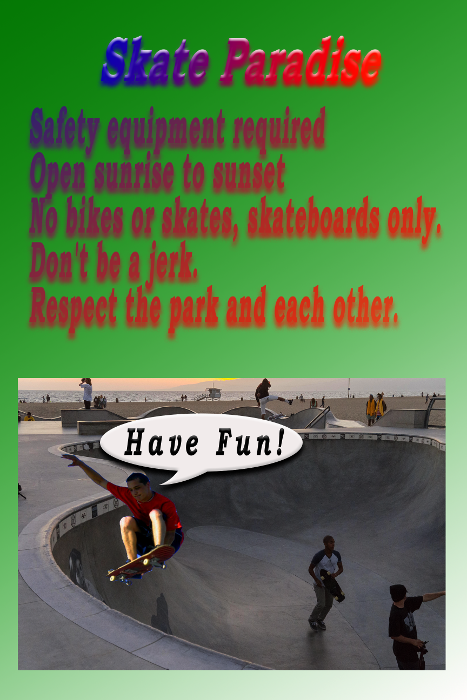 Skate Paradise
Safety equipment required
Open sunrise to sunset
No bikes or skates, skateboards only.
Don't be a jerk.
Respect the park and each other.
Have Fun!